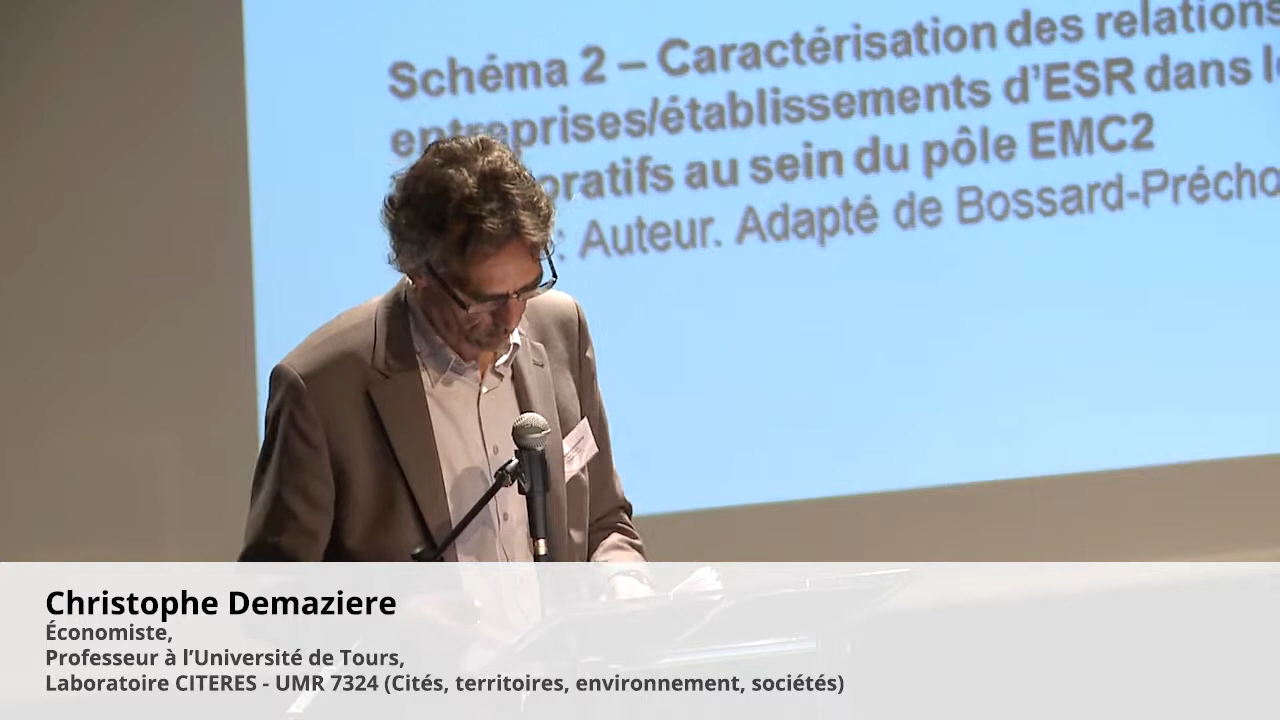 Schéma 2 – Caractérisation des relations
entreprises/établissements d'ESR dans
oratifs au sein du pôle EMC2
: Auteur. Adapté de Bossard-Précho
Christophe Demaziere
Économiste,
Professeur à l'Université de Tours,
Laboratoire CITERES - UMR 7324 (Cités, territoires, environnement, sociétés)